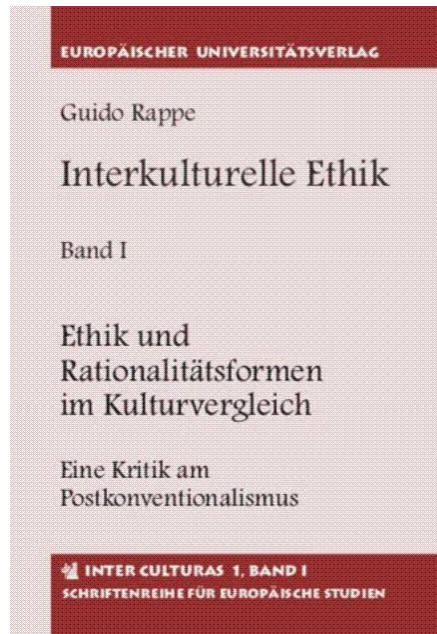 EUROPÄISCHER UNIVERSITÄTSVERLAG
Guido Rappe
Interkulturelle Ethik
Band I
Ethik und
Rationalitätsformen
im Kulturvergleich
Eine Kritik am
Postkonventionalismus
INTER CULTURAS 1, BAND I
SCHRIFTENREIHE FÜR EUROPÄISCHE STUDIEN